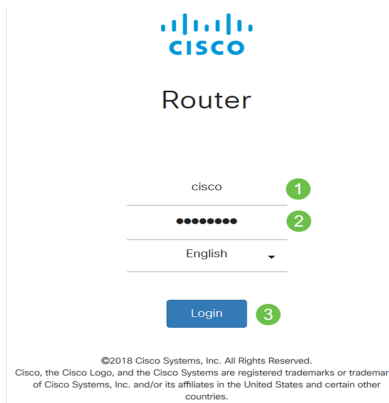 CISCO
Router
cisco
1
••••••••
2
English
Login
3
©2018 Cisco Systems, Inc. All Rights Reserved.
Cisco, the Cisco Logo, and the Cisco Systems are registered trademarks or trademar
of Cisco Systems, Inc. and/or its affiliates in the United States and certain other
countries.